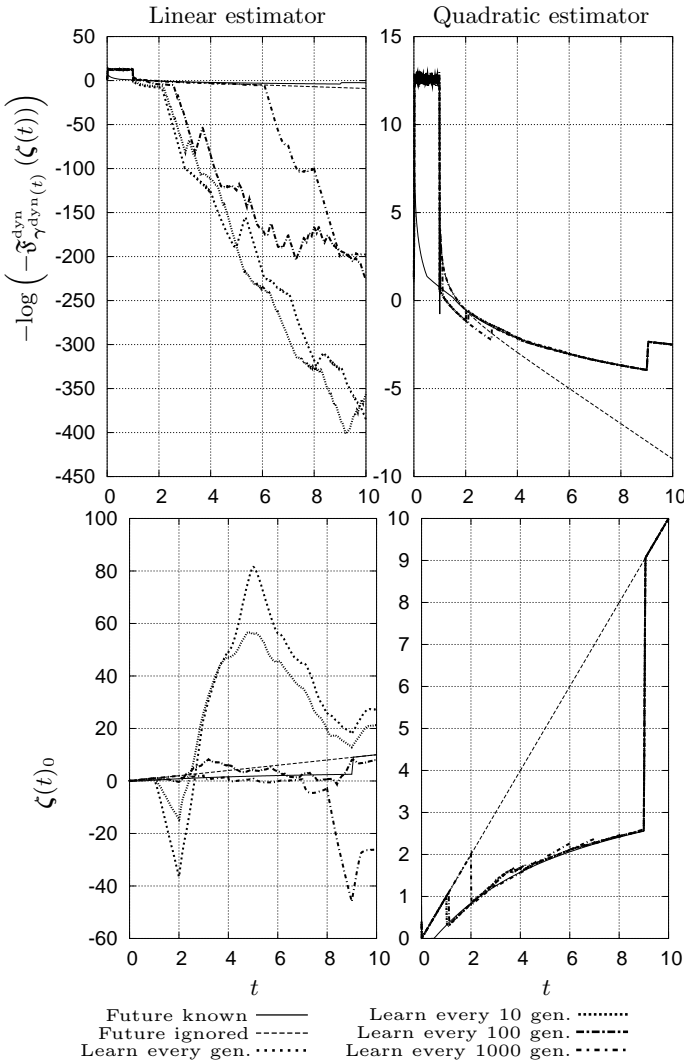 Linear estimator
Quadratic estimator
50
0
-50
-100
-150
-200
-250
-300
-350
-400
-450
15
10
5
0
-5
-10
−log (−𝔉^dyn_γ^dyn(t) (ζ(t)))
0 2 4 6 8 10
0 2 4 6 8 10
100
80
60
40
20
0
-20
-40
-60
10
9
8
7
6
5
4
3
2
1
0
ζ(t)₀
0 2 4 6 8 10
0 2 4 6 8 10
t
t
Future known
Future ignored
Learn every gen.
Learn every 10 gen.
Learn every 100 gen.
Learn every 1000 gen.